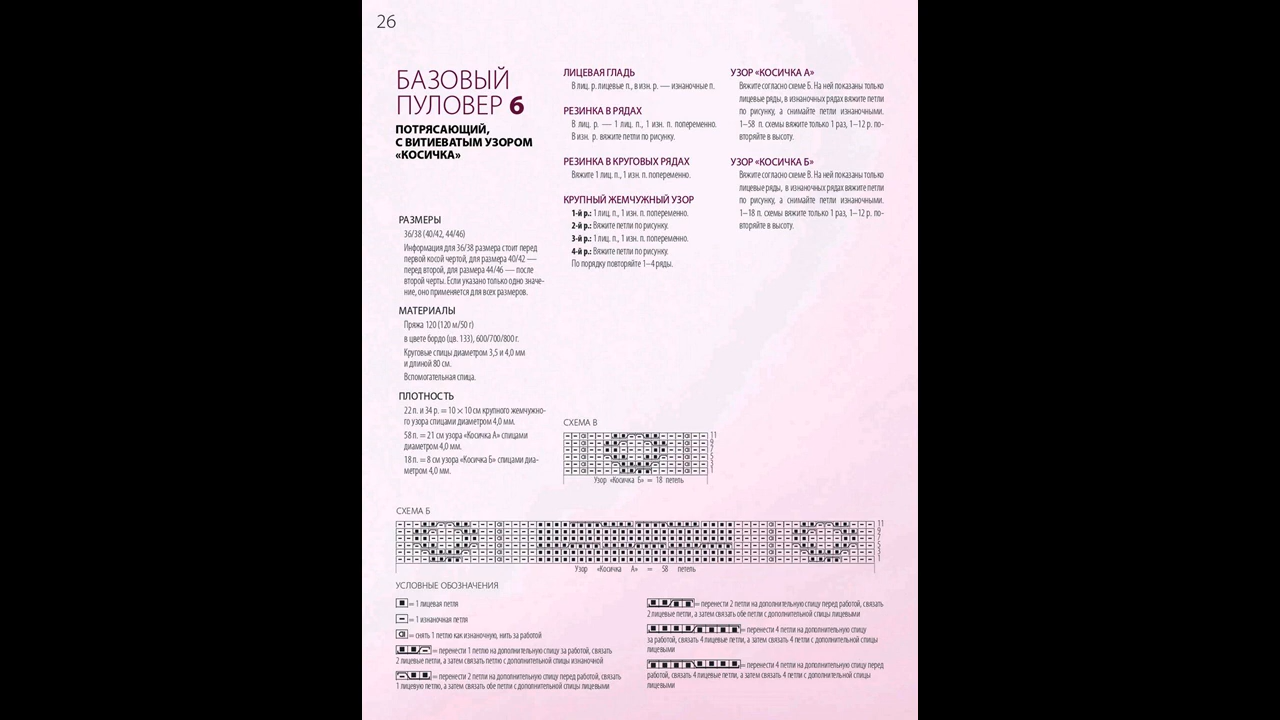 26
БАЗОВЫЙ
ПУЛОВЕР 6
ПОТРЯСАЮЩИЙ,
С ВИТИЕВАТЫМ УЗОРОМ
«КОСИЧКА»
РАЗМЕРЫ
36/38 (40/42, 44/46)
Информация для 36/38 размера стоит перед
первой косой чертой, для размера 40/42 —
перед второй, для размера 44/46 — после
второй черты. Если указано только одно значе-
ние, оно применяется для всех размеров.
МАТЕРИАЛЫ
Пряжа 120 (120 м/50 г)
в цвете бордо (цв. 133), 600/700/800 г.
Круговые спицы диаметром 3,5 и 4,0 мм
и длиной 80 см.
Вспомогательная спица.
ПЛОТНОСТЬ
22 п. и 34 р. = 10 × 10 см крупного жемчужно-
го узора спицами диаметром 4,0 мм.
58 п. = 21 см узора «Косичка А» спицами
диаметром 4,0 мм.
18 п. = 8 см узора «Косичка Б» спицами диа-
метром 4,0 мм.
ЛИЦЕВАЯ ГЛАДЬ
В лиц. р. лицевые п., в изн. р. — изнаночные п.
РЕЗИНКА В РЯДАХ
В лиц. р. — 1 лиц. п., 1 изн. п. попеременно.
В изн. р. вяжите петли по рисунку.
РЕЗИНКА В КРУГОВЫХ РЯДАХ
Вяжите 1 лиц. п., 1 изн. п. попеременно.
КРУПНЫЙ ЖЕМЧУЖНЫЙ УЗОР
1-й р.: 1 лиц. п., 1 изн. п. попеременно.
2-й р.: Вяжите петли по рисунку.
3-й р.: 1 лиц. п., 1 изн. п. попеременно.
4-й р.: Вяжите петли по рисунку.
По порядку повторяйте 1–4 ряды.
УЗОР «КОСИЧКА А»
Вяжите согласно схеме Б. На ней показаны только
лицевые ряды, в изнаночных рядах вяжите петли
по рисунку, а снимайте петли изнаночными.
1–58 п. схемы вяжите только 1 раз, 1–12 р. по-
вторяйте в высоту.
УЗОР «КОСИЧКА Б»
Вяжите согласно схеме В. На ней показаны только
лицевые ряды, в изнаночных рядах вяжите петли
по рисунку, а снимайте петли изнаночными.
1–18 п. схемы вяжите только 1 раз, 1–12 р. по-
вторяйте в высоту.
СХЕМА В
11
9
7
5
3
1
Узор «Косичка Б» = 18 петель
СХЕМА Б
11
9
7
5
3
1
Узор «Косичка А» = 58 петель
УСЛОВНЫЕ ОБОЗНАЧЕНИЯ
= 1 лицевая петля
= 1 изнаночная петля
= снять 1 петлю как изнаночную, нить за работой
= перенести 1 петлю на дополнительную спицу за работой, связать
2 лицевые петли, а затем связать петлю с дополнительной спицы изнаночной
= перенести 2 петли на дополнительную спицу перед работой, связать
1 лицевую петлю, а затем связать обе петли с дополнительной спицы лицевыми
= перенести 2 петли на дополнительную спицу перед работой, связать
2 лицевые петли, а затем связать обе петли с дополнительной спицы лицевыми
= перенести 4 петли на дополнительную спицу
за работой, связать 4 лицевые петли, а затем связать 4 петли с дополнительной спицы
лицевыми
= перенести 4 петли на дополнительную спицу перед
работой, связать 4 лицевые петли, а затем связать 4 петли с дополнительной спицы
лицевыми